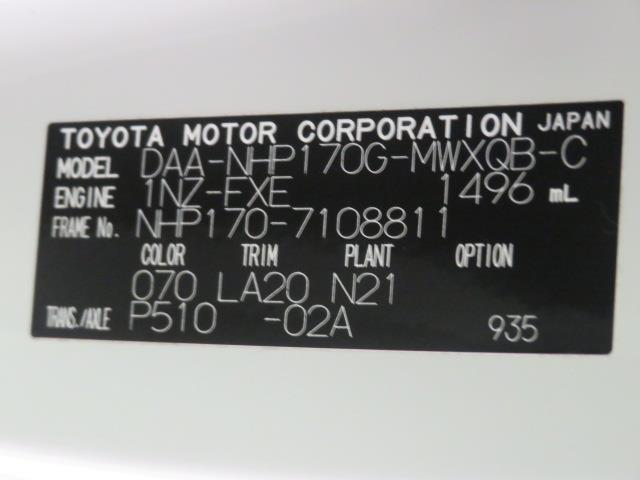 TOYOTA MOTOR CORPORATION JAPAN
MODEL DAA-NHP170G-MWXQB-C
ENGINE 1NZ-FXE 1496 mL
FRAME No. NHP170-7108811
COLOR TRIM PLANT OPTION
070 LA20 N21
TRANS./AXLE P510 -02A 935